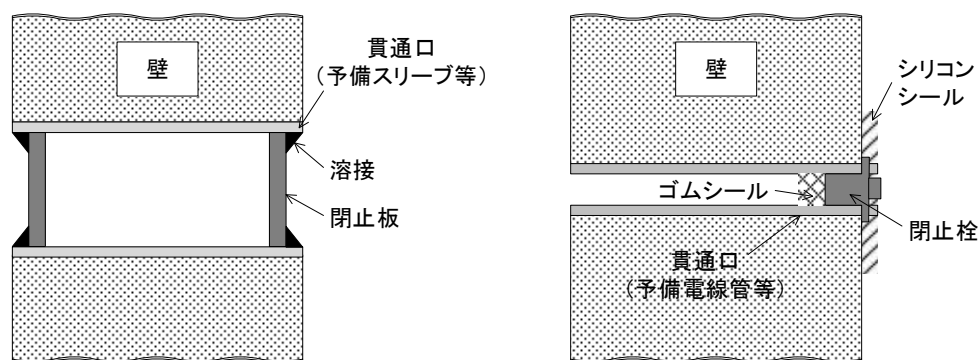 壁
貫通口
（予備スリーブ等）
溶接
閉止板
壁
シリコン
シール
ゴムシール
閉止栓
貫通口
（予備電線管等）